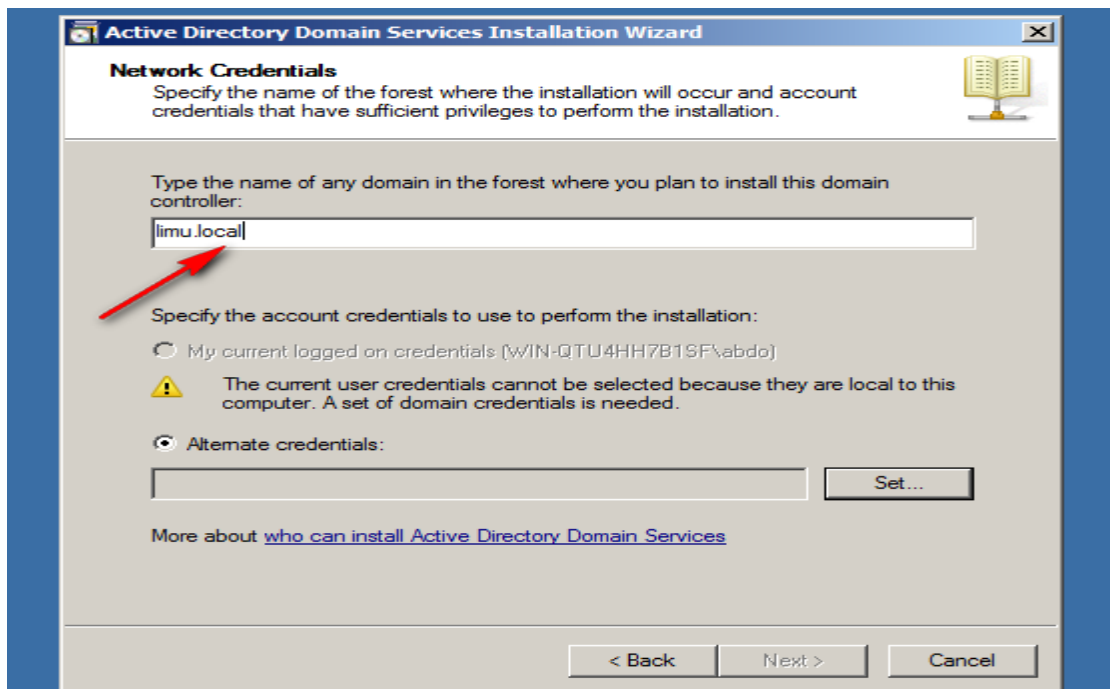 Active Directory Domain Services Installation Wizard
Network Credentials
Specify the name of the forest where the installation will occur and account
credentials that have sufficient privileges to perform the installation.
Type the name of any domain in the forest where you plan to install this domain
controller:
limu.local
Specify the account credentials to use to perform the installation:
My current logged on credentials (WIN-QTU4HH7B1SF\abdo)
The current user credentials cannot be selected because they are local to this
computer. A set of domain credentials is needed.
Alternate credentials:
Set...
More about who can install Active Directory Domain Services
< Back Next > Cancel